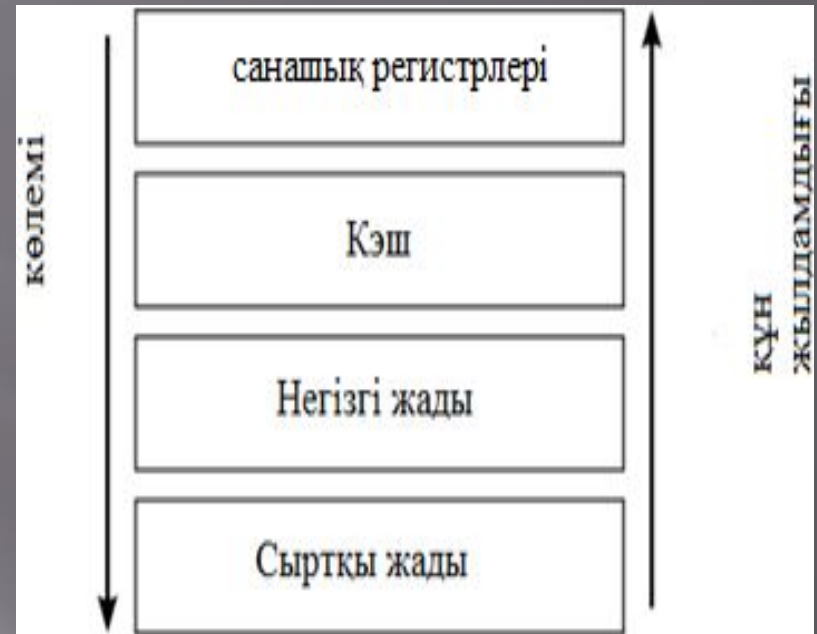 көлемі
санашық регистрлері
Кэш
Негізгі жады
Сыртқы жады
құн
жылдамдығы